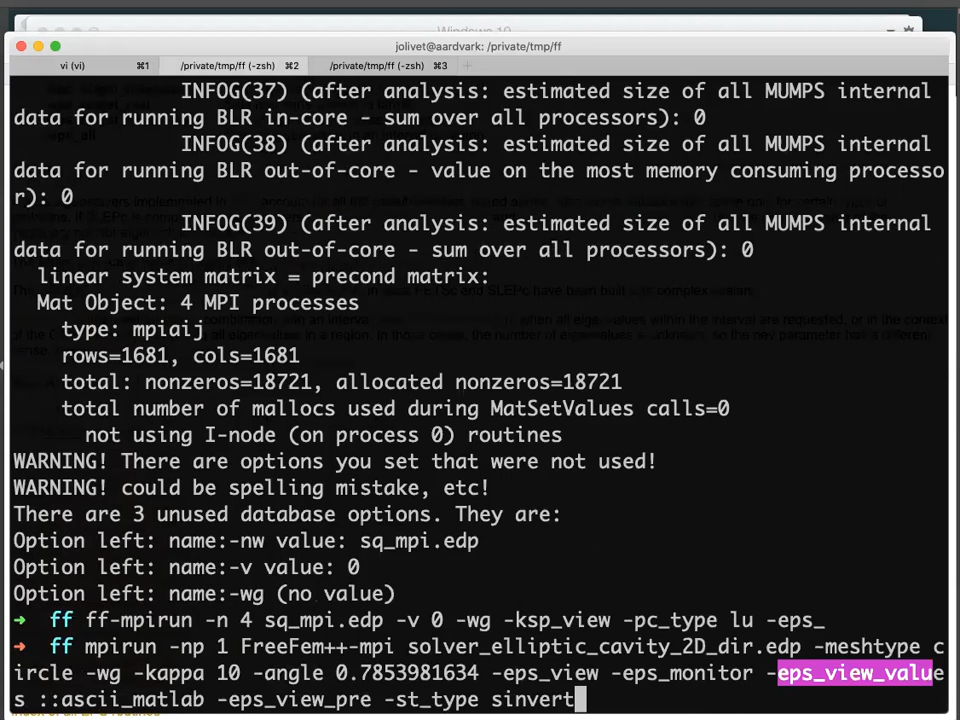 Windows 10
jolivet@aardvark: /private/tmp/ff
vi (vi) ⌘1 /private/tmp/ff (-zsh) ⌘2 /private/tmp/ff (-zsh) ⌘3 +
INFOG(37) (after analysis: estimated size of all MUMPS internal
data for running BLR in-core - sum over all processors): 0
INFOG(38) (after analysis: estimated size of all MUMPS internal
data for running BLR out-of-core - value on the most memory consuming processo
r): 0
INFOG(39) (after analysis: estimated size of all MUMPS internal
data for running BLR out-of-core - sum over all processors): 0
linear system matrix = precond matrix:
Mat Object: 4 MPI processes
type: mpiaij
rows=1681, cols=1681
total: nonzeros=18721, allocated nonzeros=18721
total number of mallocs used during MatSetValues calls=0
not using I-node (on process 0) routines
WARNING! There are options you set that were not used!
WARNING! could be spelling mistake, etc!
There are 3 unused database options. They are:
Option left: name:-nw value: sq_mpi.edp
Option left: name:-v value: 0
Option left: name:-wg (no value)
→ ff ff-mpirun -n 4 sq_mpi.edp -v 0 -wg -ksp_view -pc_type lu -eps_
→ ff mpirun -np 1 FreeFem++-mpi solver_elliptic_cavity_2D_dir.edp -meshtype c
ircle -wg -kappa 10 -angle 0.7853981634 -eps_view -eps_monitor -eps_view_value
s ::ascii_matlab -eps_view_pre -st_type sinvert